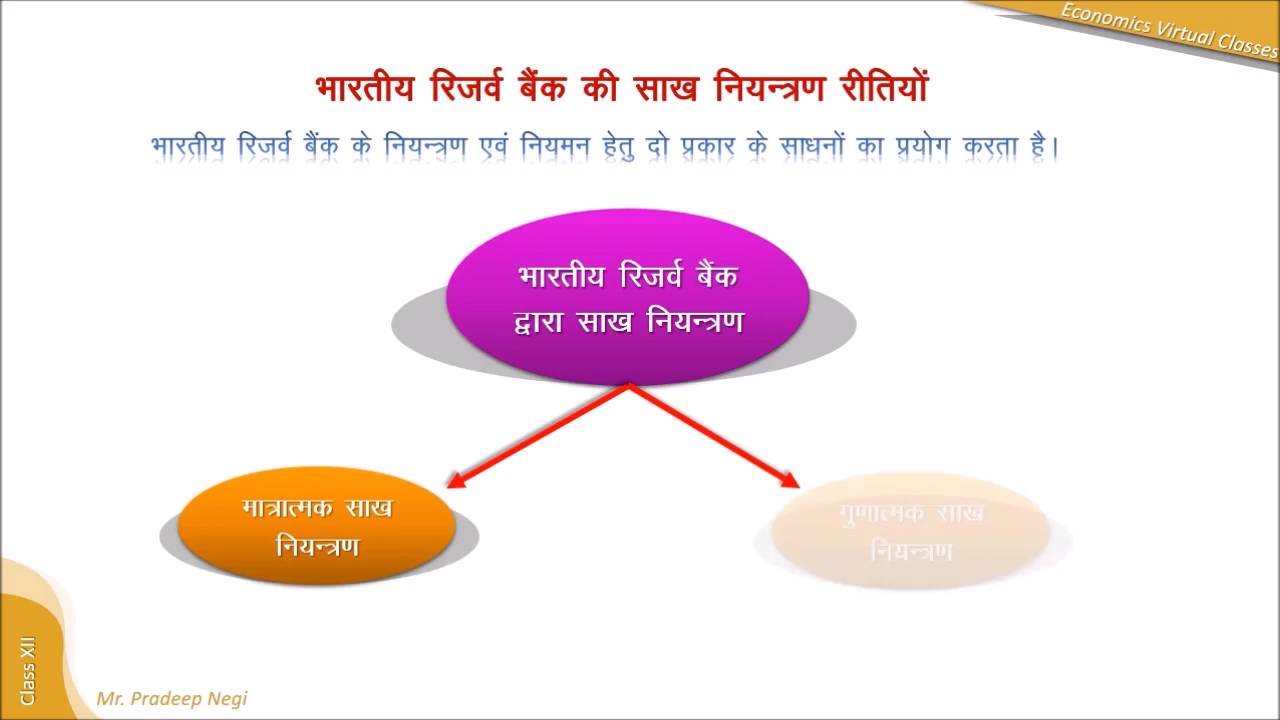 Economics Virtual Classes
भारतीय रिजर्व बैंक की साख नियन्त्रण रीतियों
भारतीय रिजर्व बैंक के नियन्त्रण एवं नियमन हेतु दो प्रकार के साधनों का प्रयोग करता है।
भारतीय रिजर्व बैंक
द्वारा साख नियन्त्रण
मात्रात्मक साख
नियन्त्रण
गुणात्मक साख
नियन्त्रण
Class XII
Mr. Pradeep Negi